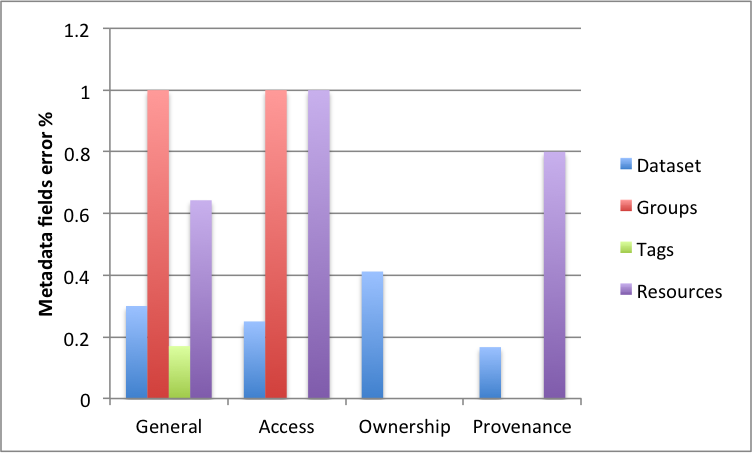 1.2
1
0.8
0.6
0.4
0.2
0
Metadata fields error %
General
Access
Ownership
Provenance
Dataset
Groups
Tags
Resources